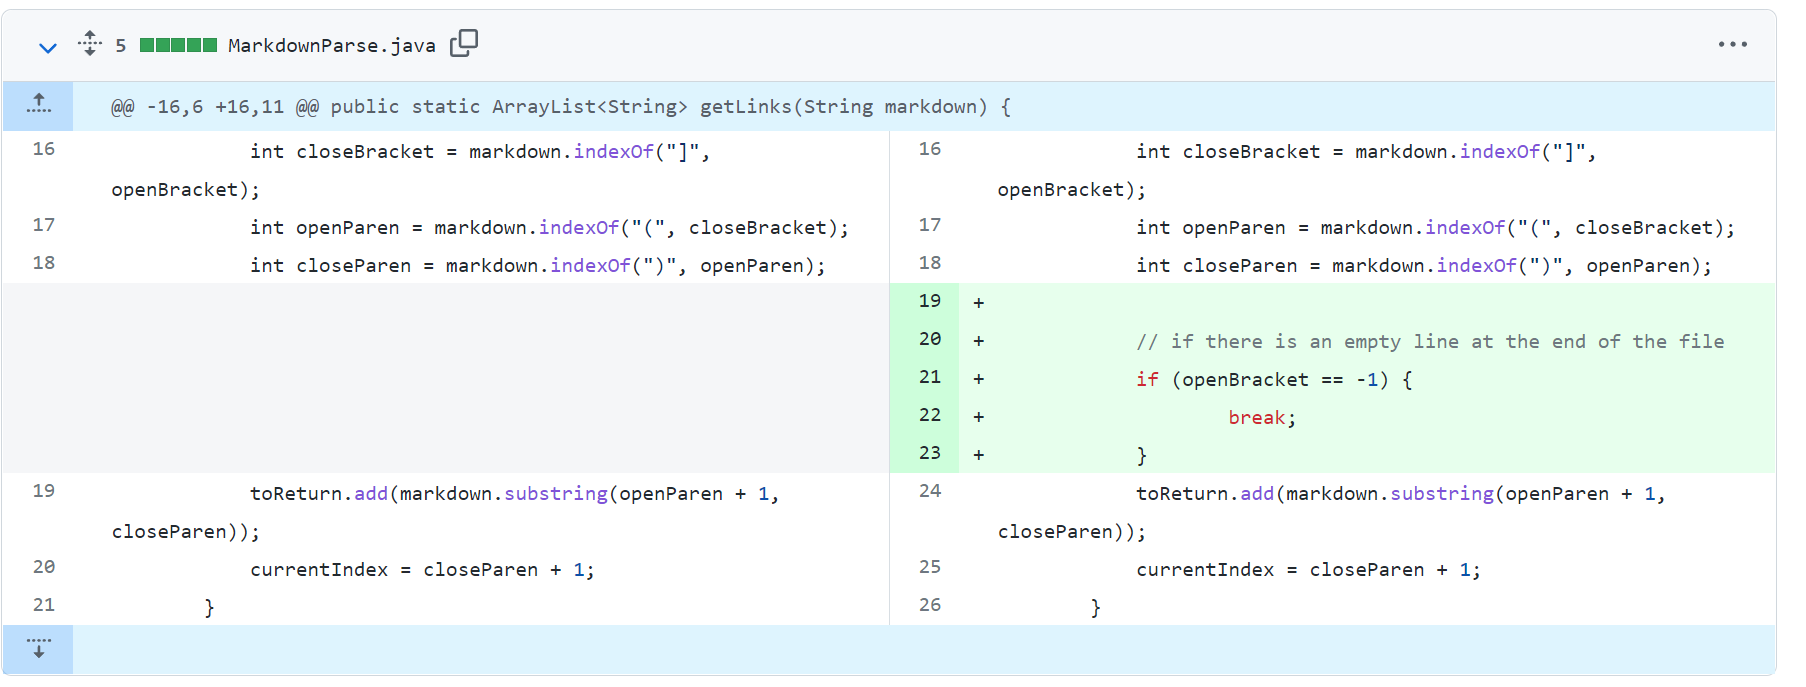 5 MarkdownParse.java
@@ -16,6 +16,11 @@ public static ArrayList<String> getLinks(String markdown) {
16 int closeBracket = markdown.indexOf("]",
openBracket);
17 int openParen = markdown.indexOf("(", closeBracket);
18 int closeParen = markdown.indexOf(")", openParen);
19 toReturn.add(markdown.substring(openParen + 1,
closeParen));
20 currentIndex = closeParen + 1;
21 }
16 int closeBracket = markdown.indexOf("]",
openBracket);
17 int openParen = markdown.indexOf("(", closeBracket);
18 int closeParen = markdown.indexOf(")", openParen);
19 +
20 + // if there is an empty line at the end of the file
21 + if (openBracket == -1) {
22 + break;
23 + }
24 toReturn.add(markdown.substring(openParen + 1,
closeParen));
25 currentIndex = closeParen + 1;
26 }